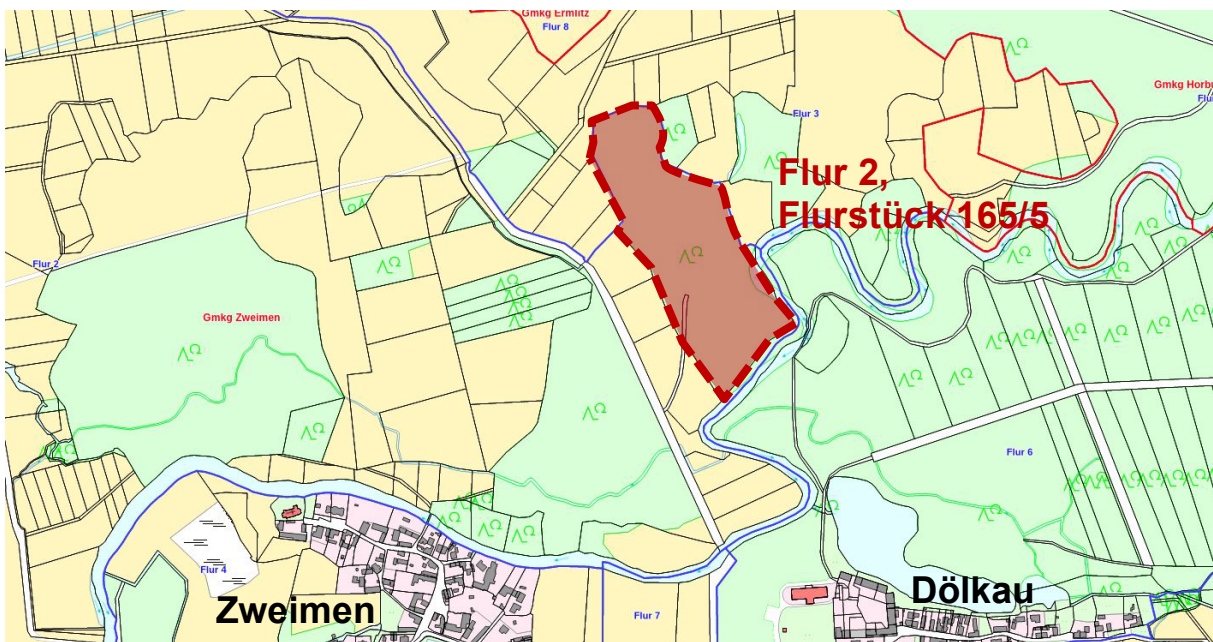 Gmkg Ermlitz
Flur 8
Gmkg Horbu
Flu
Flur 3
Flur 2,
Flurstück 165/5
Flur 2
Gmkg Zweimen
Flur 6
Flur 4
Zweimen
Flur 7
Dölkau